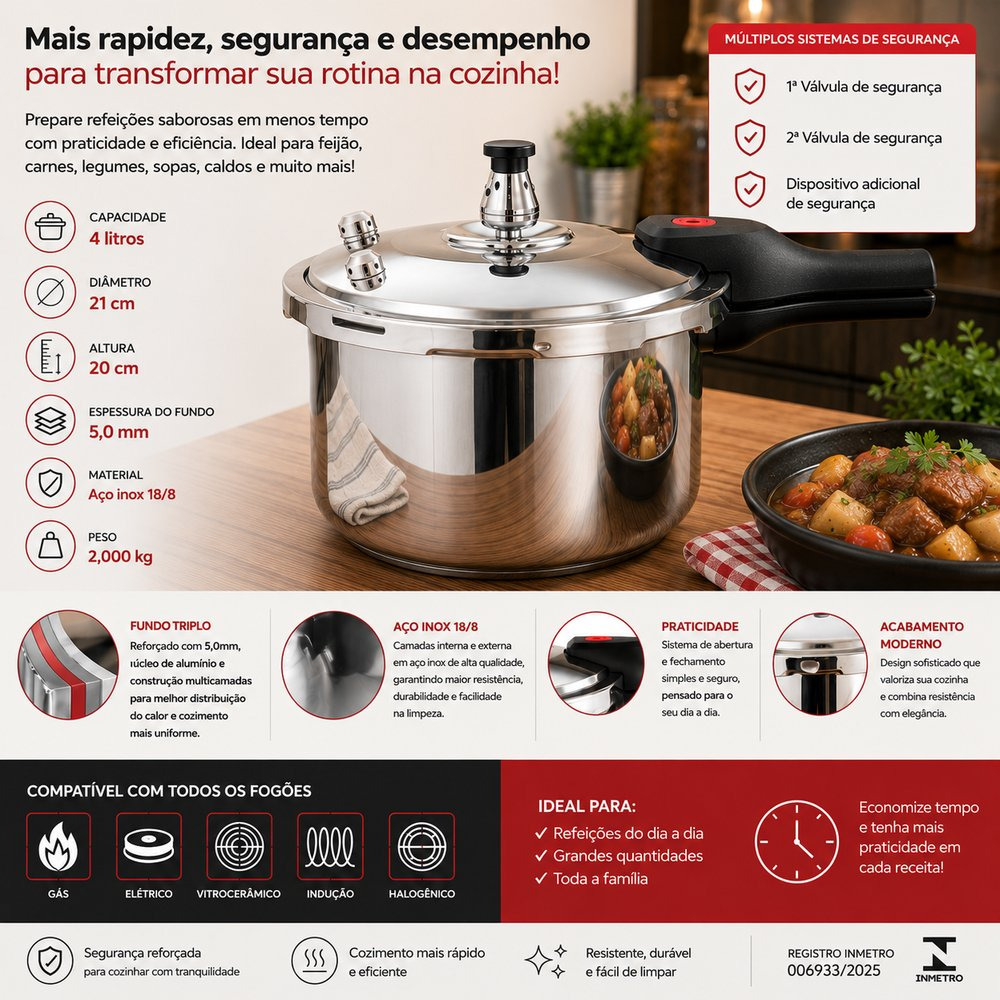 Mais rapidez, segurança e desempenho
para transformar sua rotina na cozinha!
Prepare refeições saborosas em menos tempo
com praticidade e eficiência. Ideal para feijão,
carnes, legumes, sopas, caldos e muito mais!
CAPACIDADE
4 litros
DIÂMETRO
21 cm
ALTURA
20 cm
ESPESSURA DO FUNDO
5,0 mm
MATERIAL
Aço inox 18/8
PESO
2,000 kg
MÚLTIPLOS SISTEMAS DE SEGURANÇA
1ª Válvula de segurança
2ª Válvula de segurança
Dispositivo adicional
de segurança
FUNDO TRIPLO
Reforçado com 5,0mm,
núcleo de alumínio e
construção multicamadas
para melhor distribuição
do calor e cozimento
mais uniforme.
AÇO INOX 18/8
Camadas interna e externa
em aço inox de alta qualidade,
garantindo maior resistência,
durabilidade e facilidade
na limpeza.
PRATICIDADE
Sistema de abertura
e fechamento
simples e seguro,
pensado para o
seu dia a dia.
ACABAMENTO
MODERNO
Design sofisticado que
valoriza sua cozinha
e combina resistência
com elegância.
COMPATÍVEL COM TODOS OS FOGÕES
GÁS
ELÉTRICO
VITROCERÂMICO
INDUÇÃO
HALOGÊNICO
IDEAL PARA:
Refeições do dia a dia
Grandes quantidades
Toda a família
Economize tempo
e tenha mais
praticidade em
cada receita!
Segurança reforçada
para cozinhar com tranquilidade
Cozimento mais rápido
e eficiente
Resistente, durável
e fácil de limpar
REGISTRO INMETRO
006933/2025
INMETRO